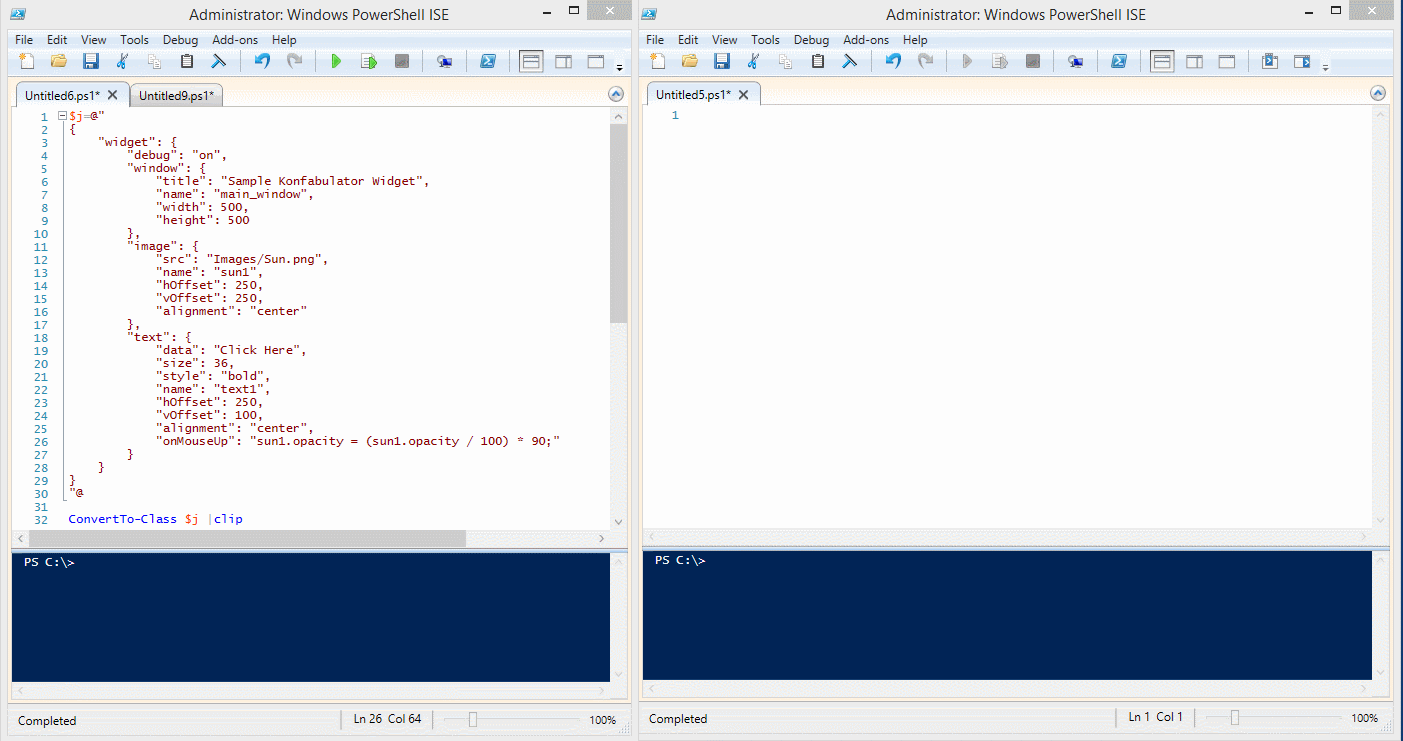 Administrator: Windows PowerShell ISE
File Edit View Tools Debug Add-ons Help
Untitled6.ps1* Untitled9.ps1*
1 $j=@"
2 {
3     "widget": {
4         "debug": "on",
5         "window": {
6             "title": "Sample Konfabulator Widget",
7             "name": "main_window",
8             "width": 500,
9             "height": 500
10         },
11         "image": {
12             "src": "Images/Sun.png",
13             "name": "sun1",
14             "hOffset": 250,
15             "vOffset": 250,
16             "alignment": "center"
17         },
18         "text": {
19             "data": "Click Here",
20             "size": 36,
21             "style": "bold",
22             "name": "text1",
23             "hOffset": 250,
24             "vOffset": 100,
25             "alignment": "center",
26             "onMouseUp": "sun1.opacity = (sun1.opacity / 100) * 90;"
27         }
28     }
29 }
30 "@
31
32 ConvertTo-Class $j |clip
PS C:\>
Completed Ln 26 Col 64 100%
Administrator: Windows PowerShell ISE
File Edit View Tools Debug Add-ons Help
Untitled5.ps1*
1
PS C:\>
Completed Ln 1 Col 1 100%